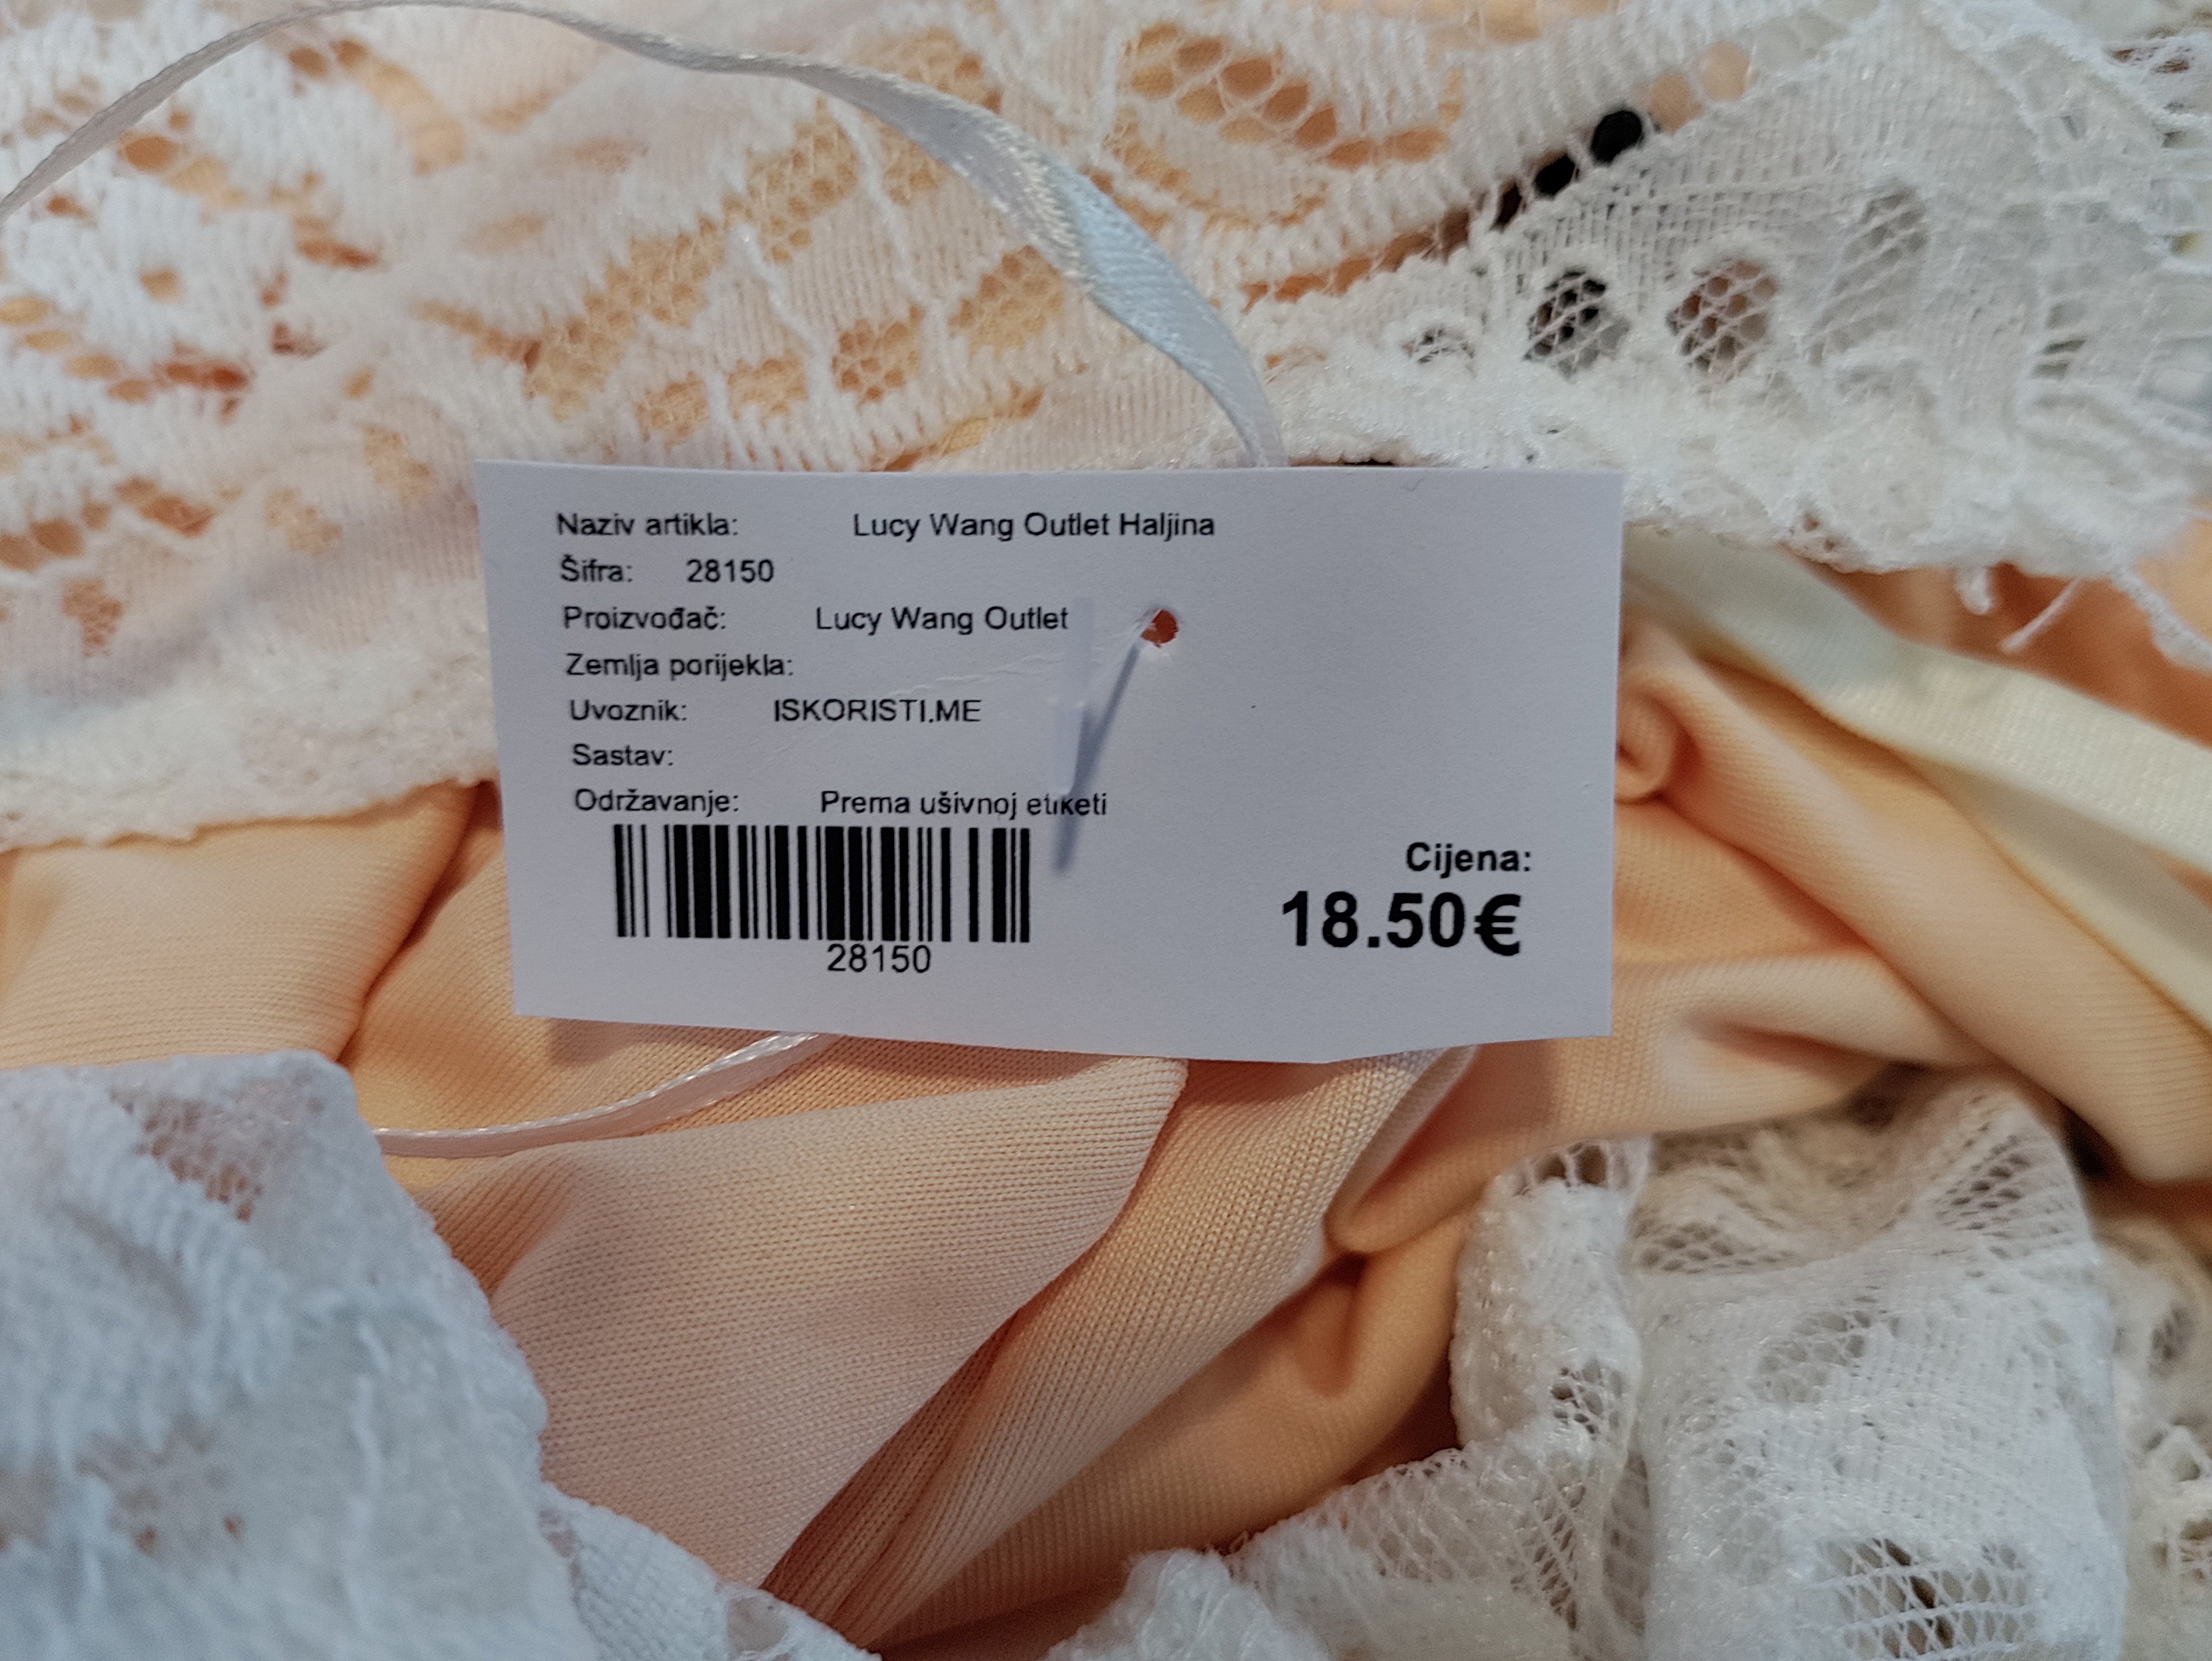 Naziv artikla: Lucy Wang Outlet Haljina
Šifra: 28150
Proizvođač: Lucy Wang Outlet
Zemlja porijekla:
Uvoznik: ISKORISTI.ME
Sastav:
Održavanje: Prema ušivnoj etiketi
28150
Cijena:
18.50€